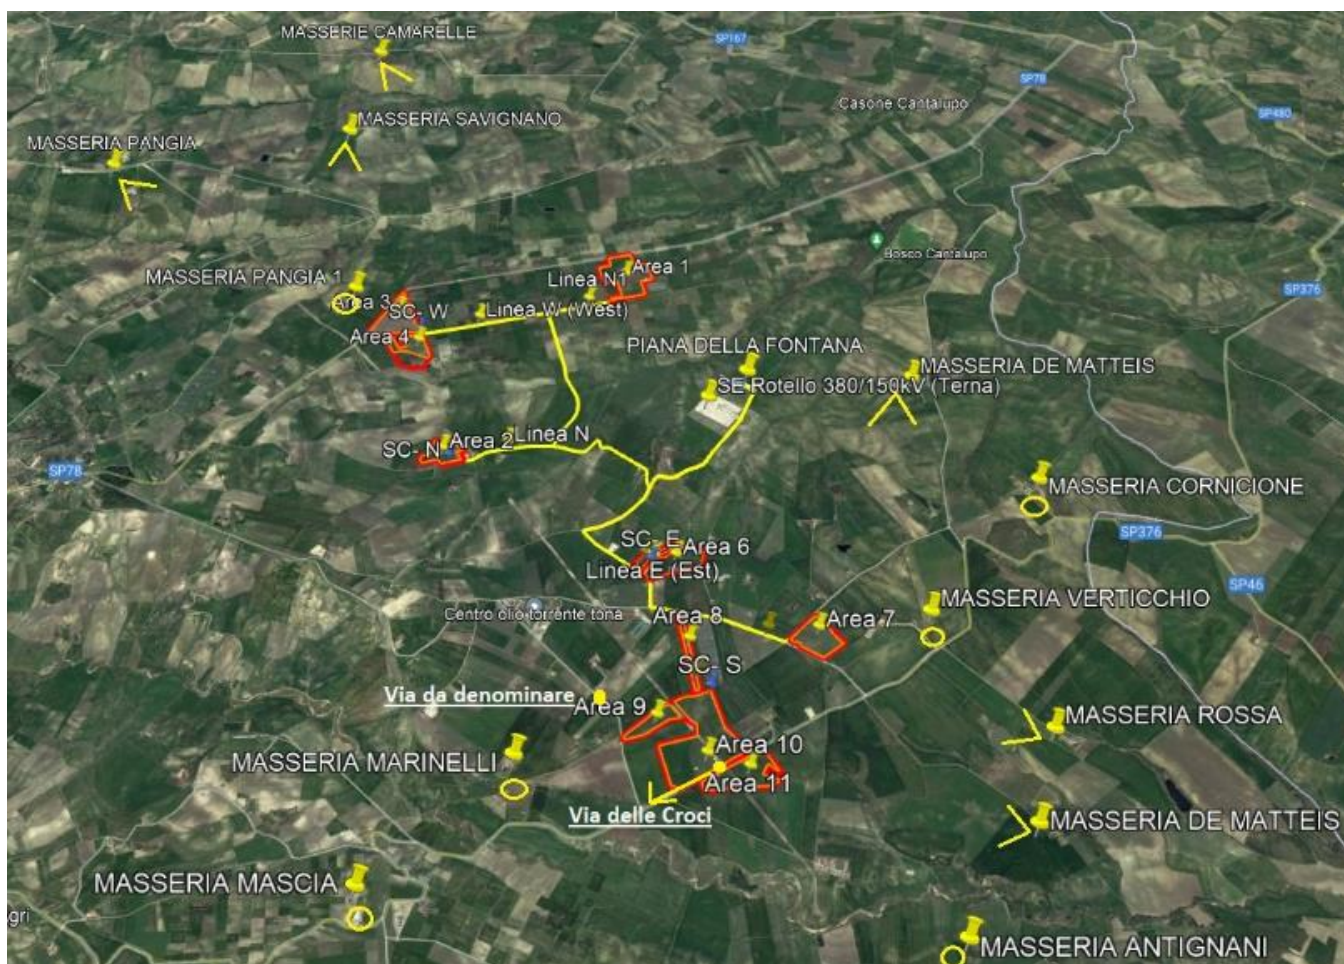 MASSERIE CAMARELLE
SP167
SP78
Casone Cantalupo
SP480
MASSERIA SAVIGNANO
MASSERIA PANGIA
Bosco Cantalupo
MASSERIA PANGIA 1
Area 1
Linea N1
SP376
Area 3
SC- W
Linea W (West)
Area 4
PIANA DELLA FONTANA
MASSERIA DE MATTEIS
SE Rotello 380/150kV (Terna)
Linea N
Area 2
SC- N
SP78
MASSERIA CORNICIONE
SP376
SC- E
Area 6
Linea E (Est)
SP46
MASSERIA VERTICCHIO
Centro olio torrente tona
Area 8
Area 7
SC- S
Via da denominare
Area 9
MASSERIA ROSSA
Area 10
MASSERIA MARINELLI
Area 11
Via delle Croci
MASSERIA DE MATTEIS
MASSERIA MASCIA
gri
MASSERIA ANTIGNANI